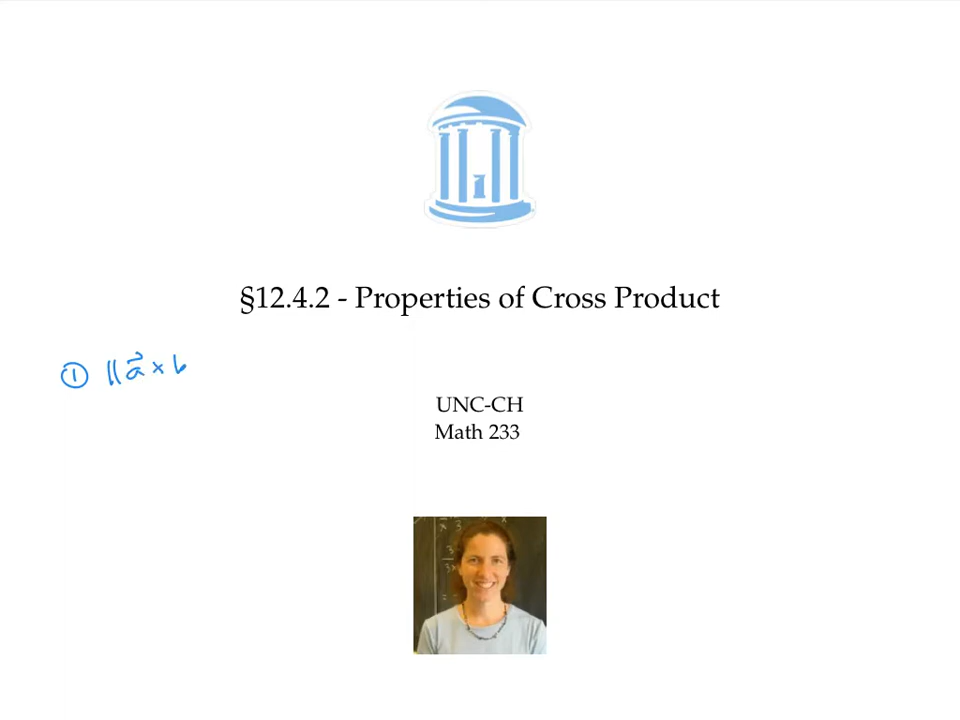 §12.4.2 - Properties of Cross Product
① ||a⃗ × b
UNC-CH
Math 233